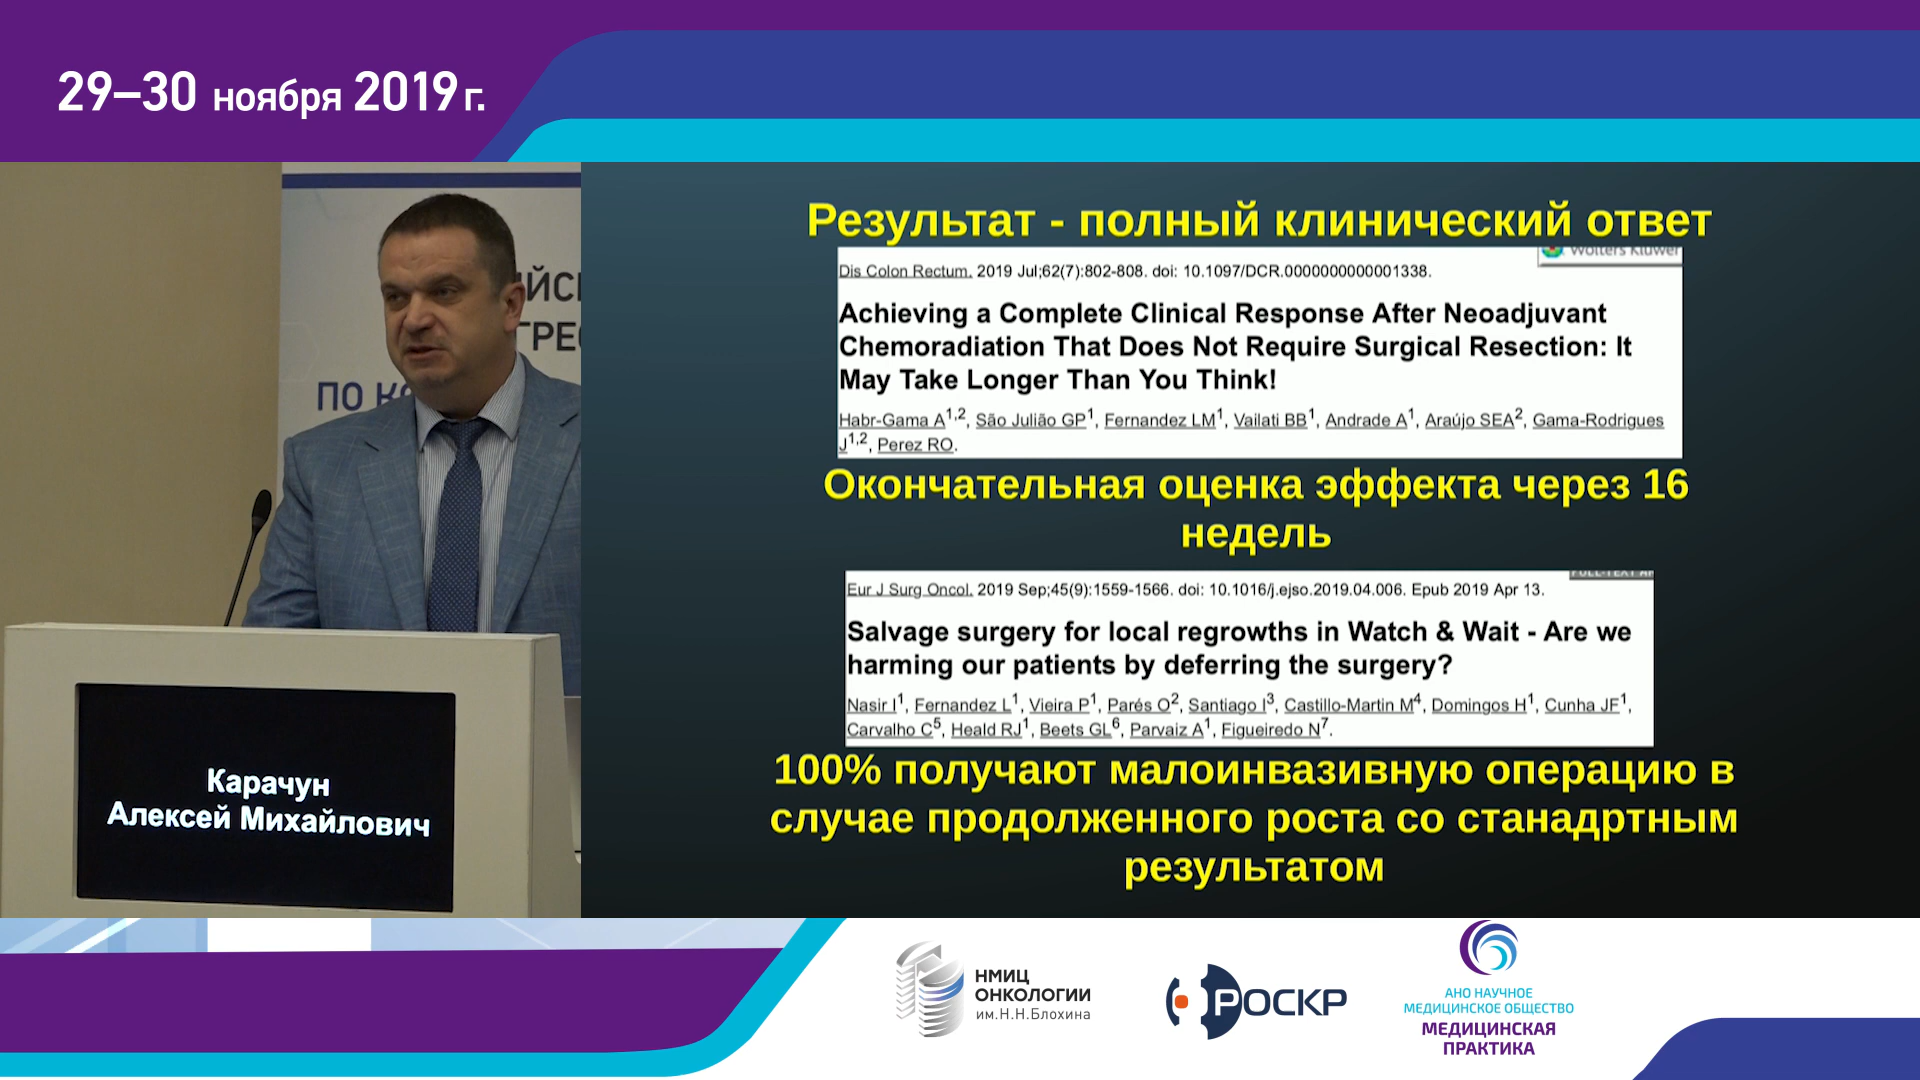 29–30 ноября 2019 г.
ПО
Карачун
Алексей Михайлович
Результат - полный клинический ответ
Wolters Kluwer
Dis Colon Rectum. 2019 Jul;62(7):802-808. doi: 10.1097/DCR.0000000000001338.
Achieving a Complete Clinical Response After Neoadjuvant
Chemoradiation That Does Not Require Surgical Resection: It
May Take Longer Than You Think!
Habr-Gama A1,2, São Julião GP1, Fernandez LM1, Vailati BB1, Andrade A1, Araújo SEA2, Gama-Rodrigues
J1,2, Perez RO.
Окончательная оценка эффекта через 16
недель
Eur J Surg Oncol. 2019 Sep;45(9):1559-1566. doi: 10.1016/j.ejso.2019.04.006. Epub 2019 Apr 13.
Salvage surgery for local regrowths in Watch & Wait - Are we
harming our patients by deferring the surgery?
Nasir I1, Fernandez L1, Vieira P1, Parés O2, Santiago I3, Castillo-Martin M4, Domingos H1, Cunha JF1,
Carvalho C5, Heald RJ1, Beets GL6, Parvaiz A1, Figueiredo N7.
100% получают малоинвазивную операцию в
случае продолженного роста со станадртным
результатом
НМИЦ
ОНКОЛОГИИ
им.Н.Н.Блохина
РОСКР
АНО НАУЧНОЕ
МЕДИЦИНСКОЕ ОБЩЕСТВО
МЕДИЦИНСКАЯ
ПРАКТИКА